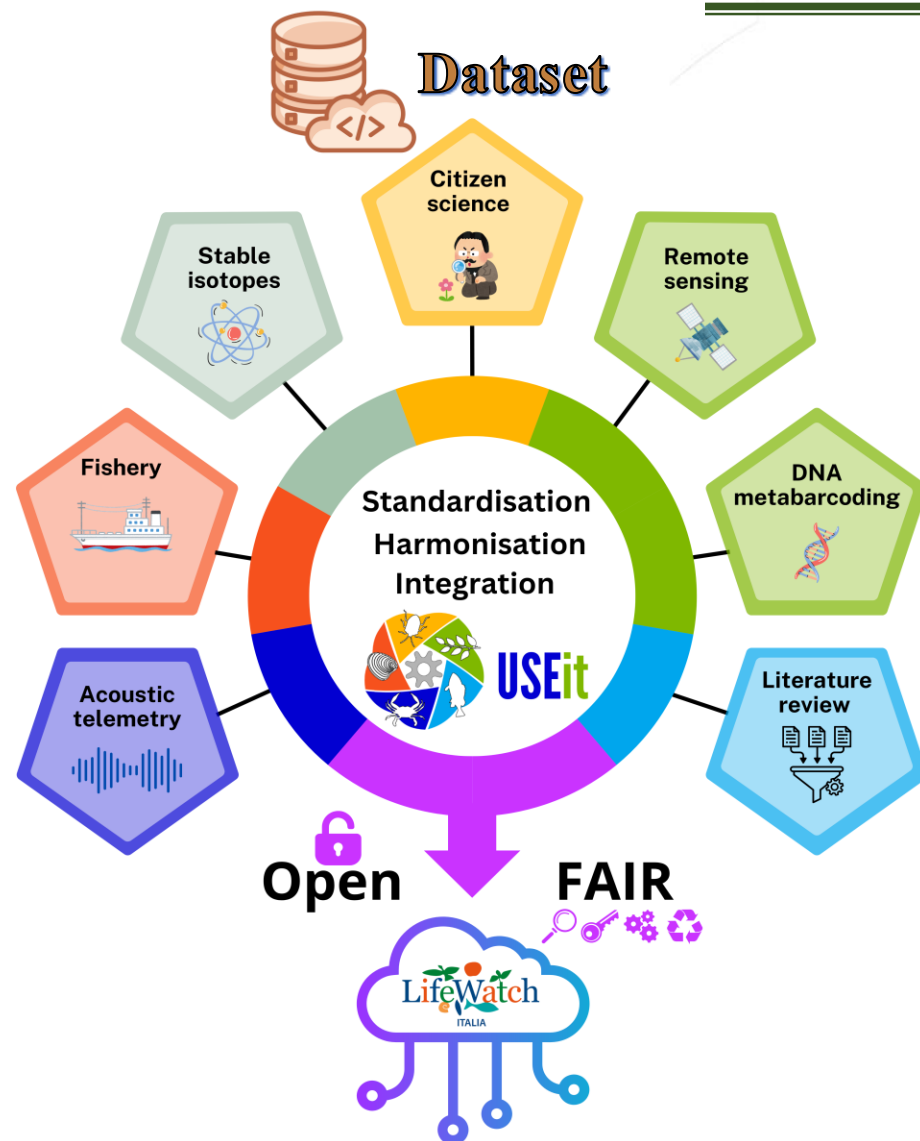 Dataset
</>
Citizen
science
Stable
isotopes
Remote
sensing
Fishery
DNA
metabarcoding
Standardisation
Harmonisation
Integration
USEit
Acoustic
telemetry
Literature
review
Open
FAIR
LifeWatch
ITALIA